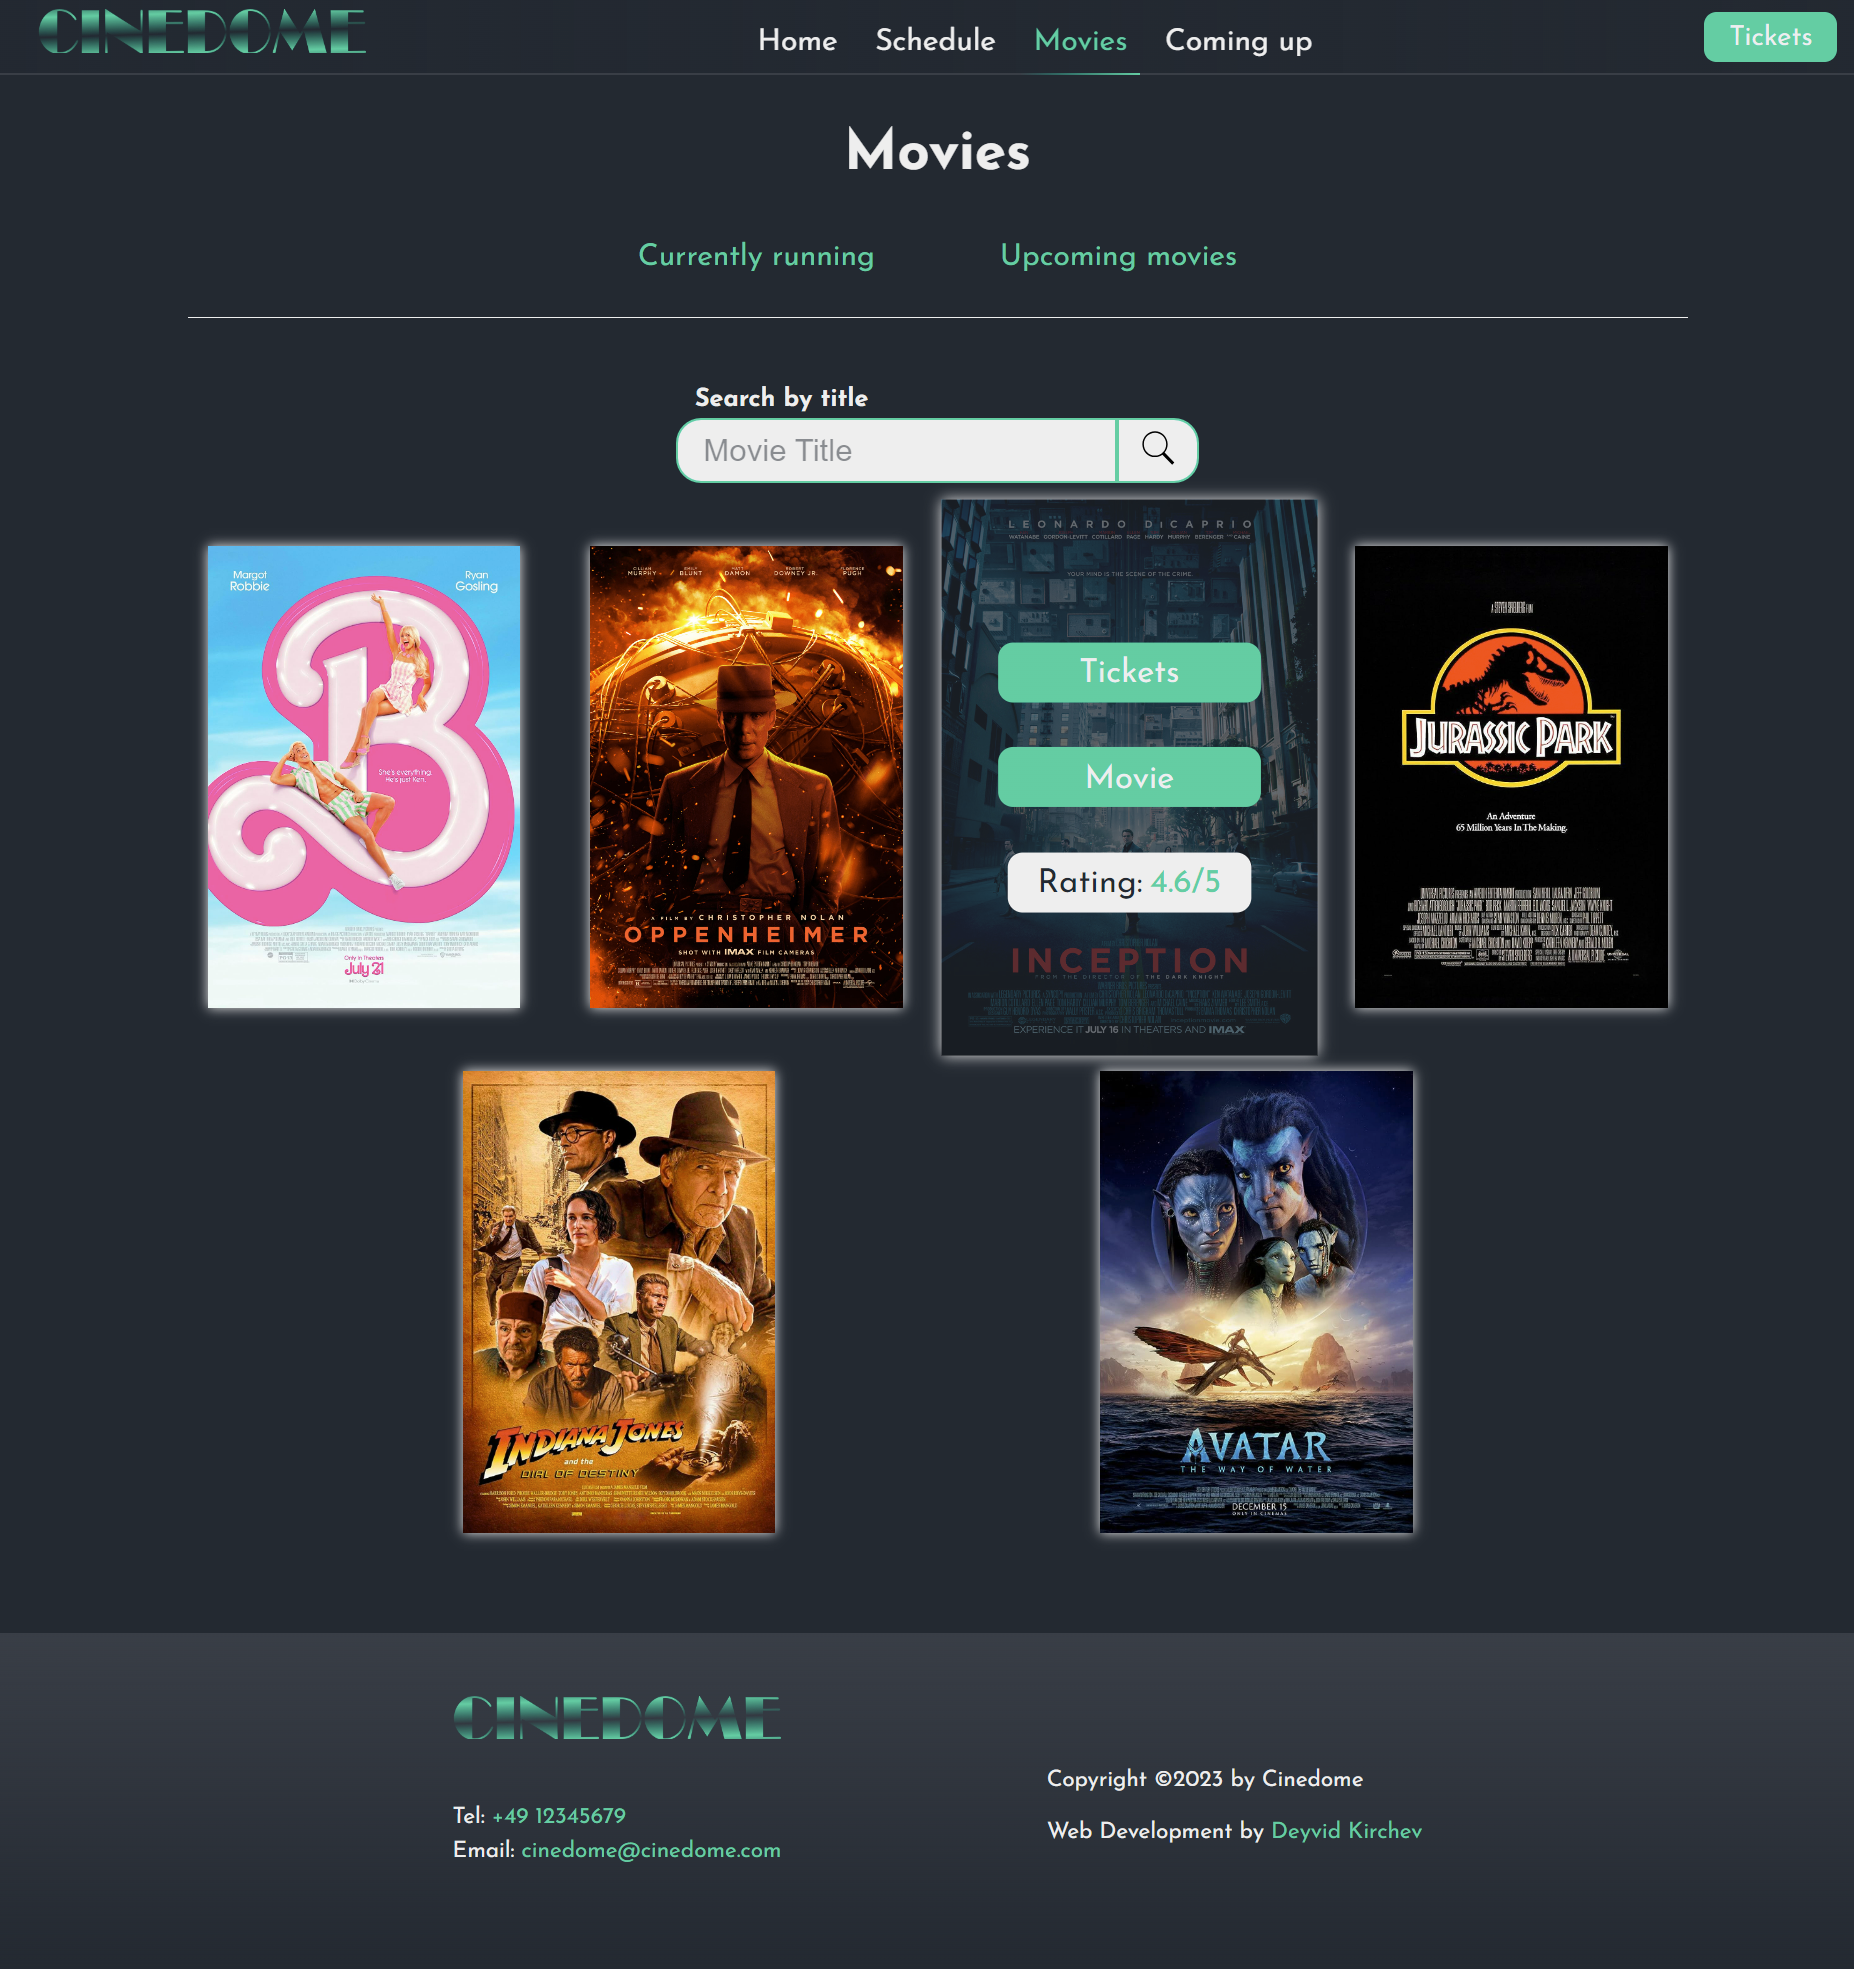 CINEDOME
Home Schedule Movies Coming up
Tickets
Movies
Currently running Upcoming movies
Search by title
Movie Title
Margot Robbie
Ryan Gosling
She's everything.
He's just Ken.
Only in Theaters
July 21
CILLIAN MURPHY EMILY BLUNT MATT DAMON ROBERT DOWNEY JR. FLORENCE PUGH
A FILM BY CHRISTOPHER NOLAN
OPPENHEIMER
SHOT WITH IMAX FILM CAMERAS
LEONARDO DICAPRIO
WATANABE GORDON-LEVITT COTILLARD PAGE HARDY MURPHY BERENGER AND CAINE
YOUR MIND IS THE SCENE OF THE CRIME.
Tickets
Movie
Rating: 4.6/5
INCEPTION
FROM THE DIRECTOR OF THE DARK KNIGHT
EXPERIENCE IT JULY 16 IN THEATERS AND IMAX
A STEVEN SPIELBERG FILM
JURASSIC PARK
An Adventure
65 Million Years In The Making.
INDIANA JONES
and the
DIAL OF DESTINY
AVATAR
THE WAY OF WATER
DECEMBER 15
ONLY IN CINEMAS
CINEDOME
Tel: +49 12345679
Email: cinedome@cinedome.com
Copyright ©2023 by Cinedome
Web Development by Deyvid Kirchev